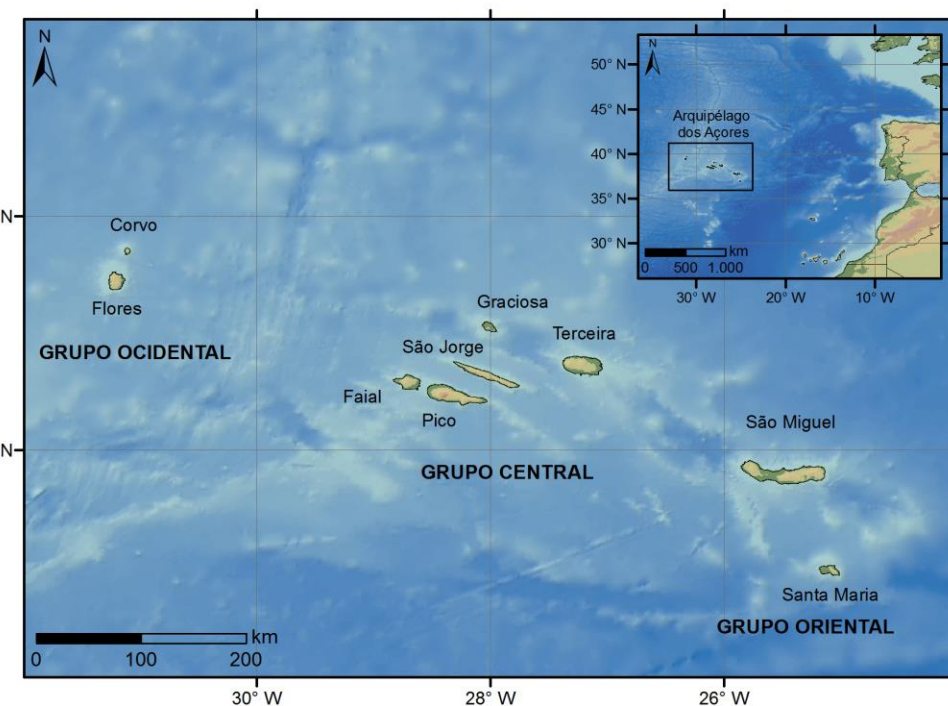 N
N
50° N
45° N
Arquipélago
dos Açores
40° N
35° N
30° N
km
0 500 1.000
30° W 20° W 10° W
N
Corvo
Flores
GRUPO OCIDENTAL
Graciosa
Terceira
São Jorge
Faial
Pico
São Miguel
N
GRUPO CENTRAL
Santa Maria
GRUPO ORIENTAL
km
0 100 200
30° W 28° W 26° W